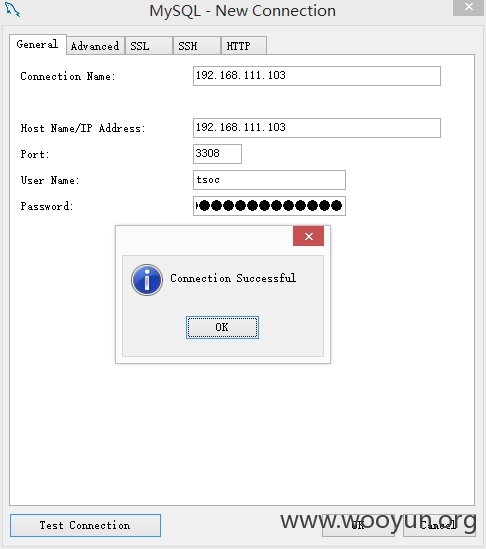 MySQL - New Connection
General Advanced SSL SSH HTTP
Connection Name: 192.168.111.103
Host Name/IP Address: 192.168.111.103
Port: 3308
User Name: tsoc
Password: ●●●●●●●●●●●●
Connection Successful
OK
Test Connection OK Cancel
www.wooyun.org